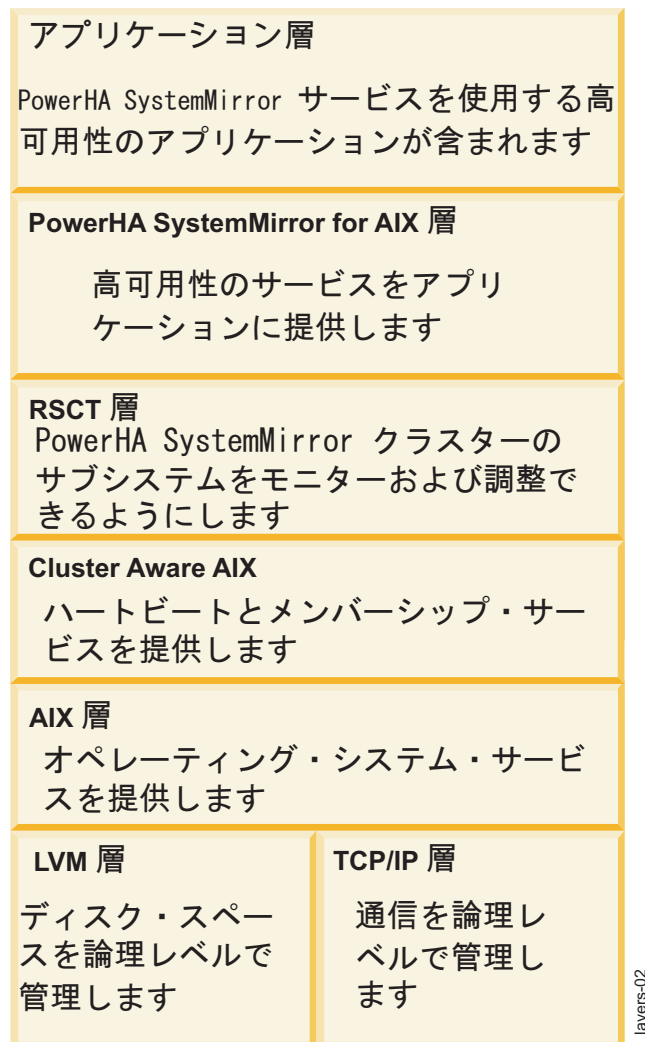 アプリケーション層
PowerHA SystemMirror サービスを使用する高
可用性のアプリケーションが含まれます
PowerHA SystemMirror for AIX 層
高可用性のサービスをアプリ
ケーションに提供します
RSCT 層
PowerHA SystemMirror クラスターの
サブシステムをモニターおよび調整で
きるようにします
Cluster Aware AIX
ハートビートとメンバーシップ・サー
ビスを提供します
AIX 層
オペレーティング・システム・サービ
スを提供します
LVM 層
ディスク・スペー
スを論理レベルで
管理します
TCP/IP 層
通信を論理レ
ベルで管理し
ます
layers-02